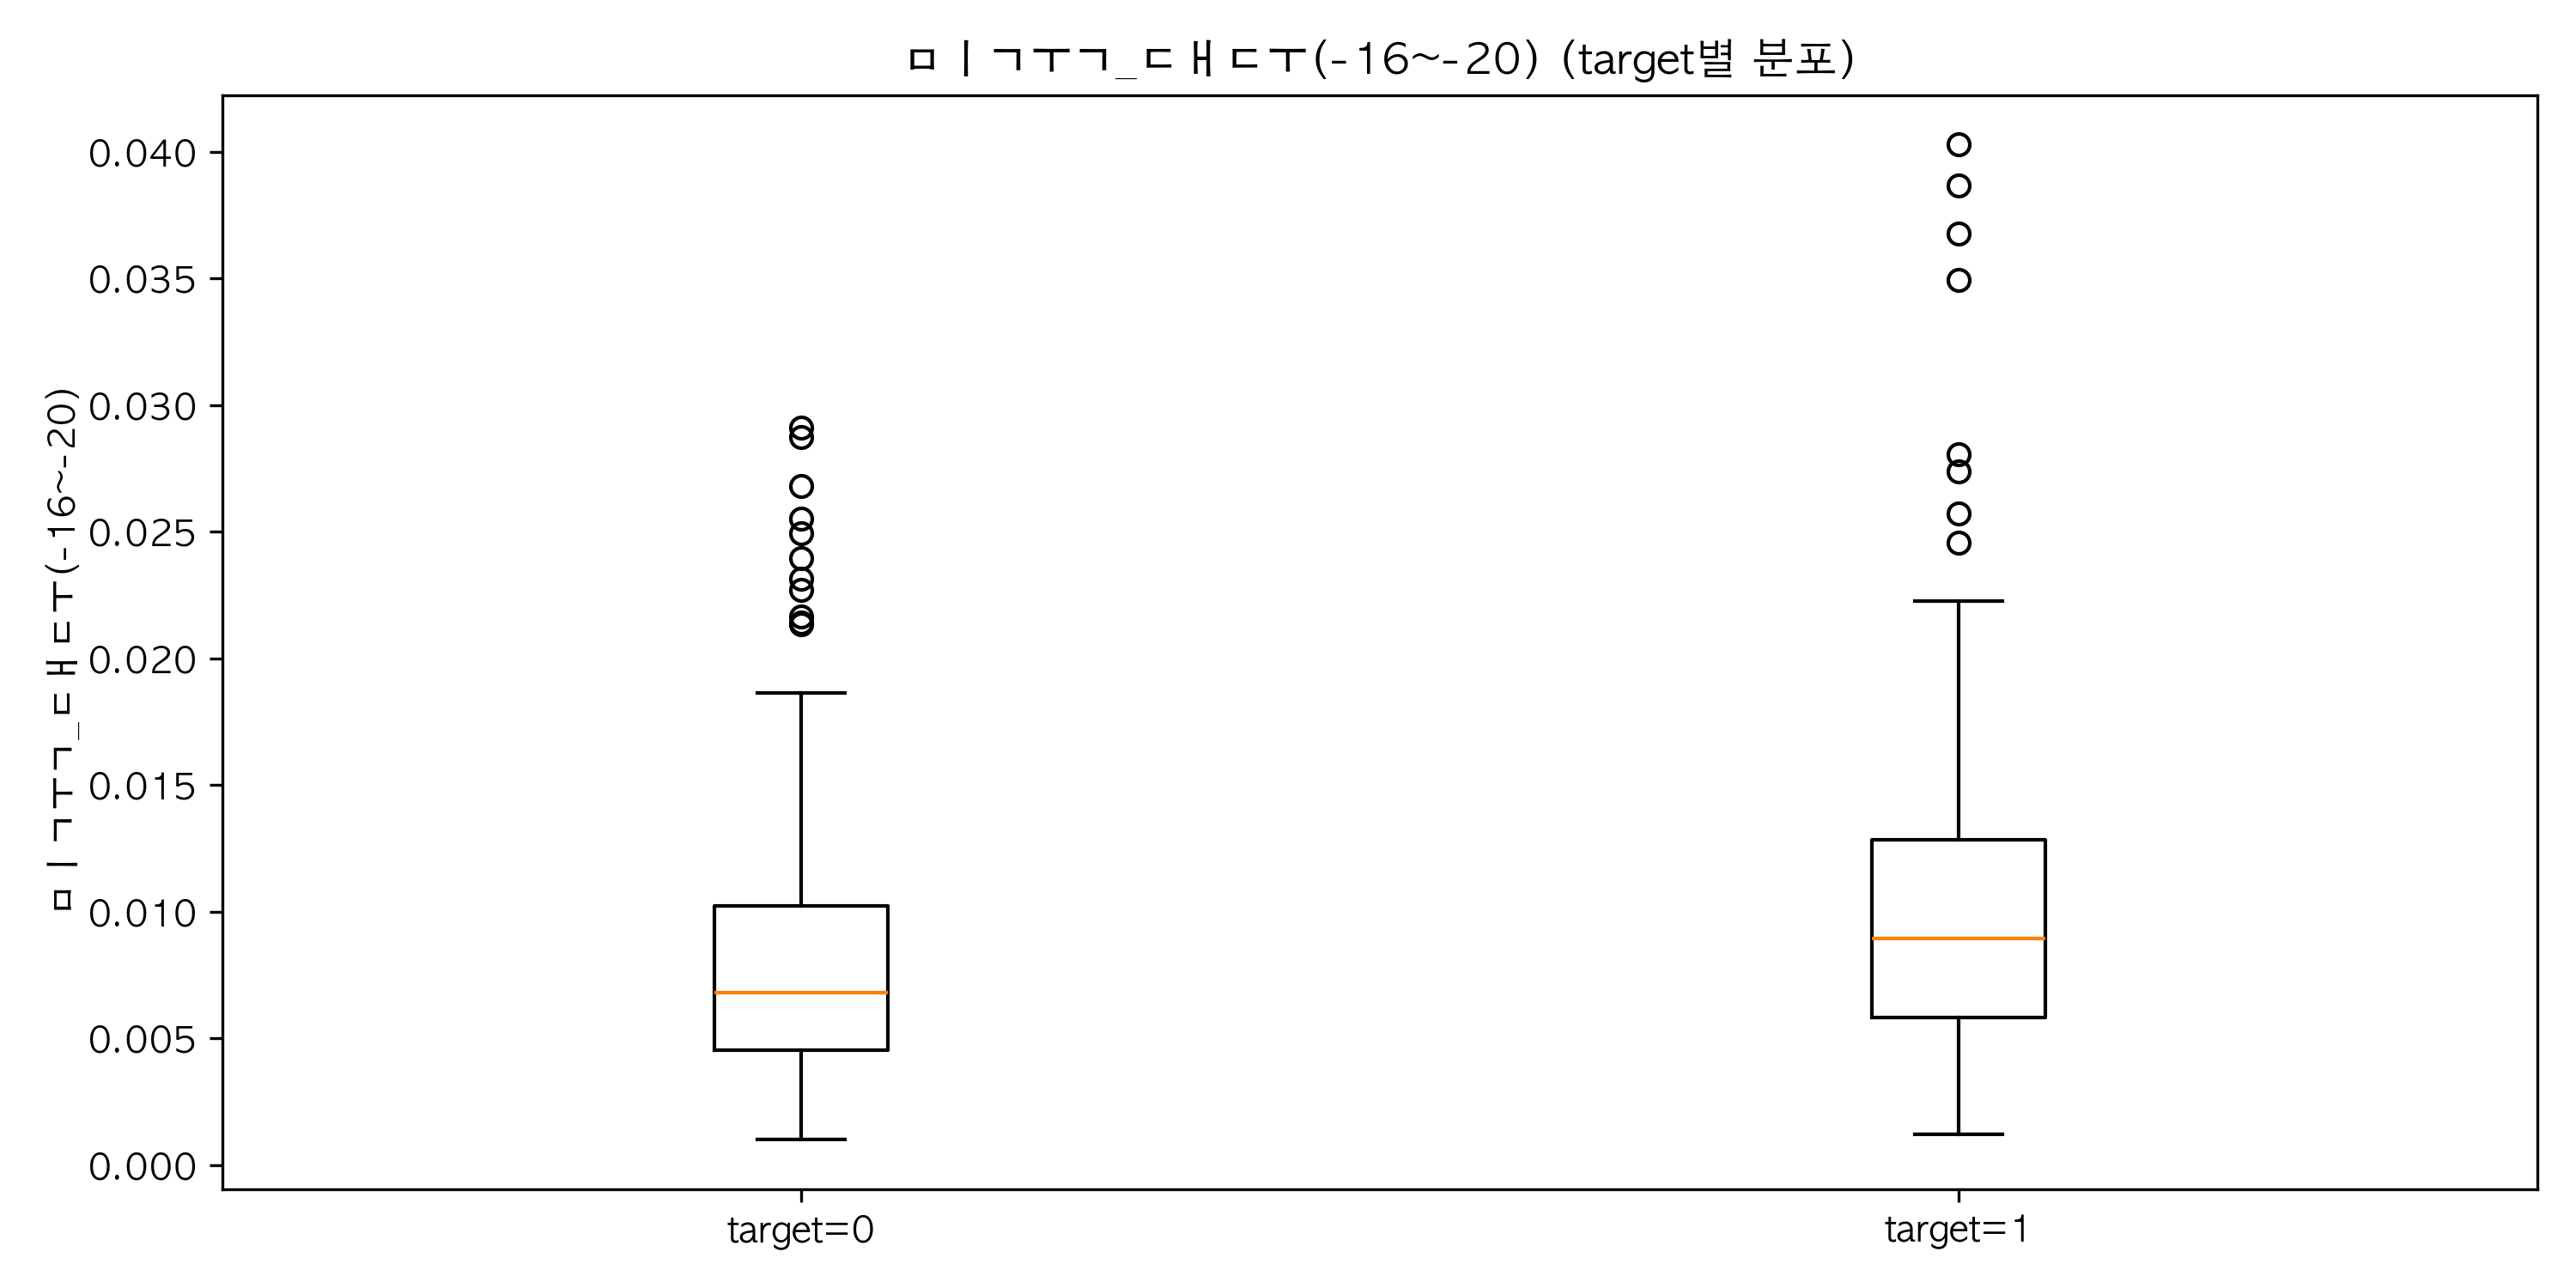 ㅁㅣㄱㅜㄱ_ㄷㅐㄷㅜ(-16~-20) (target별 분포)
ㅁㅣㄱㅜㄱ_ㄷㅐㄷㅜ(-16~-20)
0.040
0.035
0.030
0.025
0.020
0.015
0.010
0.005
0.000
target=0
target=1